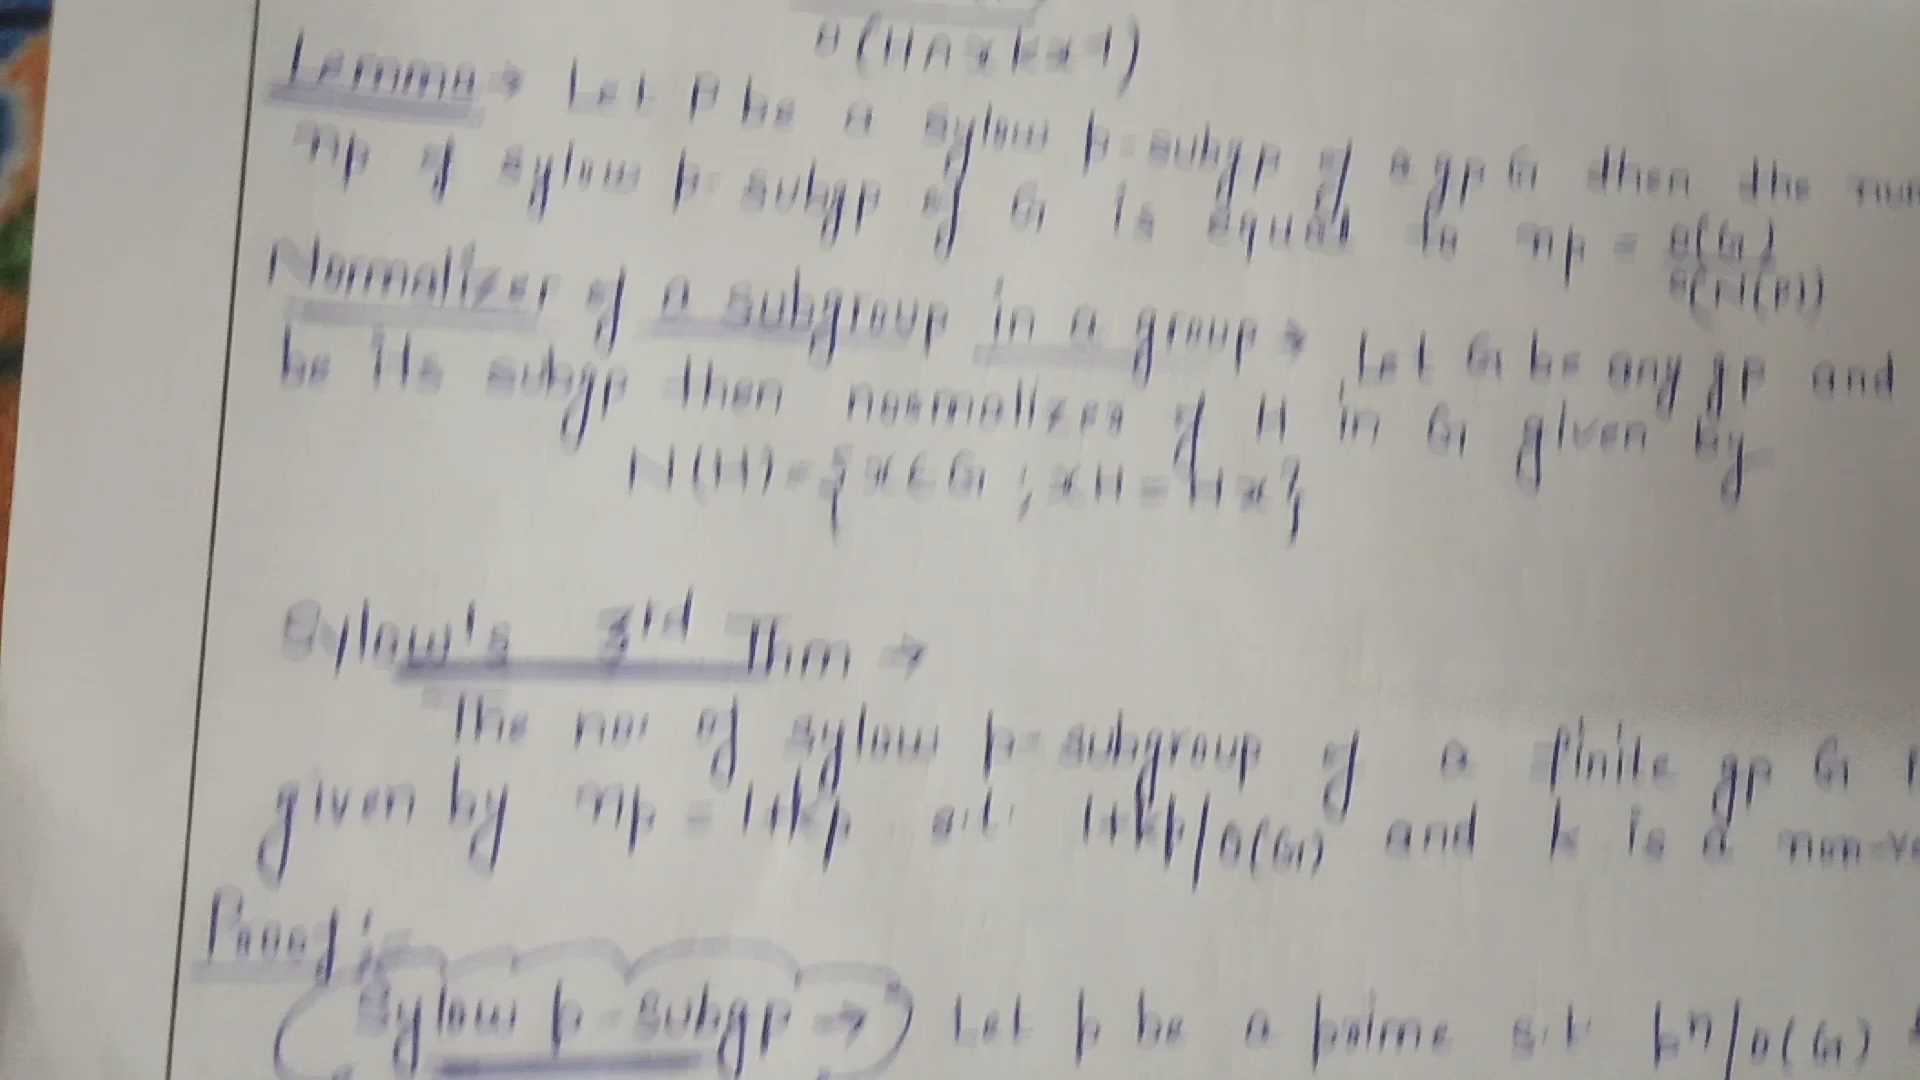 o(H∩xkx-1)
Lemma → Let P be a sylow p-subgp of a gp G then the
np of sylow p-subgp of G is equal to np = o(G)/o(N(P))
Normalizer of a subgroup in a group → Let G be any gp and
be its subgp then normalizer of H in G given by
N(H) = {x∈G ; xH = Hx}
Sylow's 3rd Thm →
The no. of sylow p-subgroup of a finite gp G
given by np = 1+kp s.t. 1+kp/o(G) and k is a non-ve
Proof :-
Sylow p-subgp → Let p be a prime s.t. p^n/o(G)